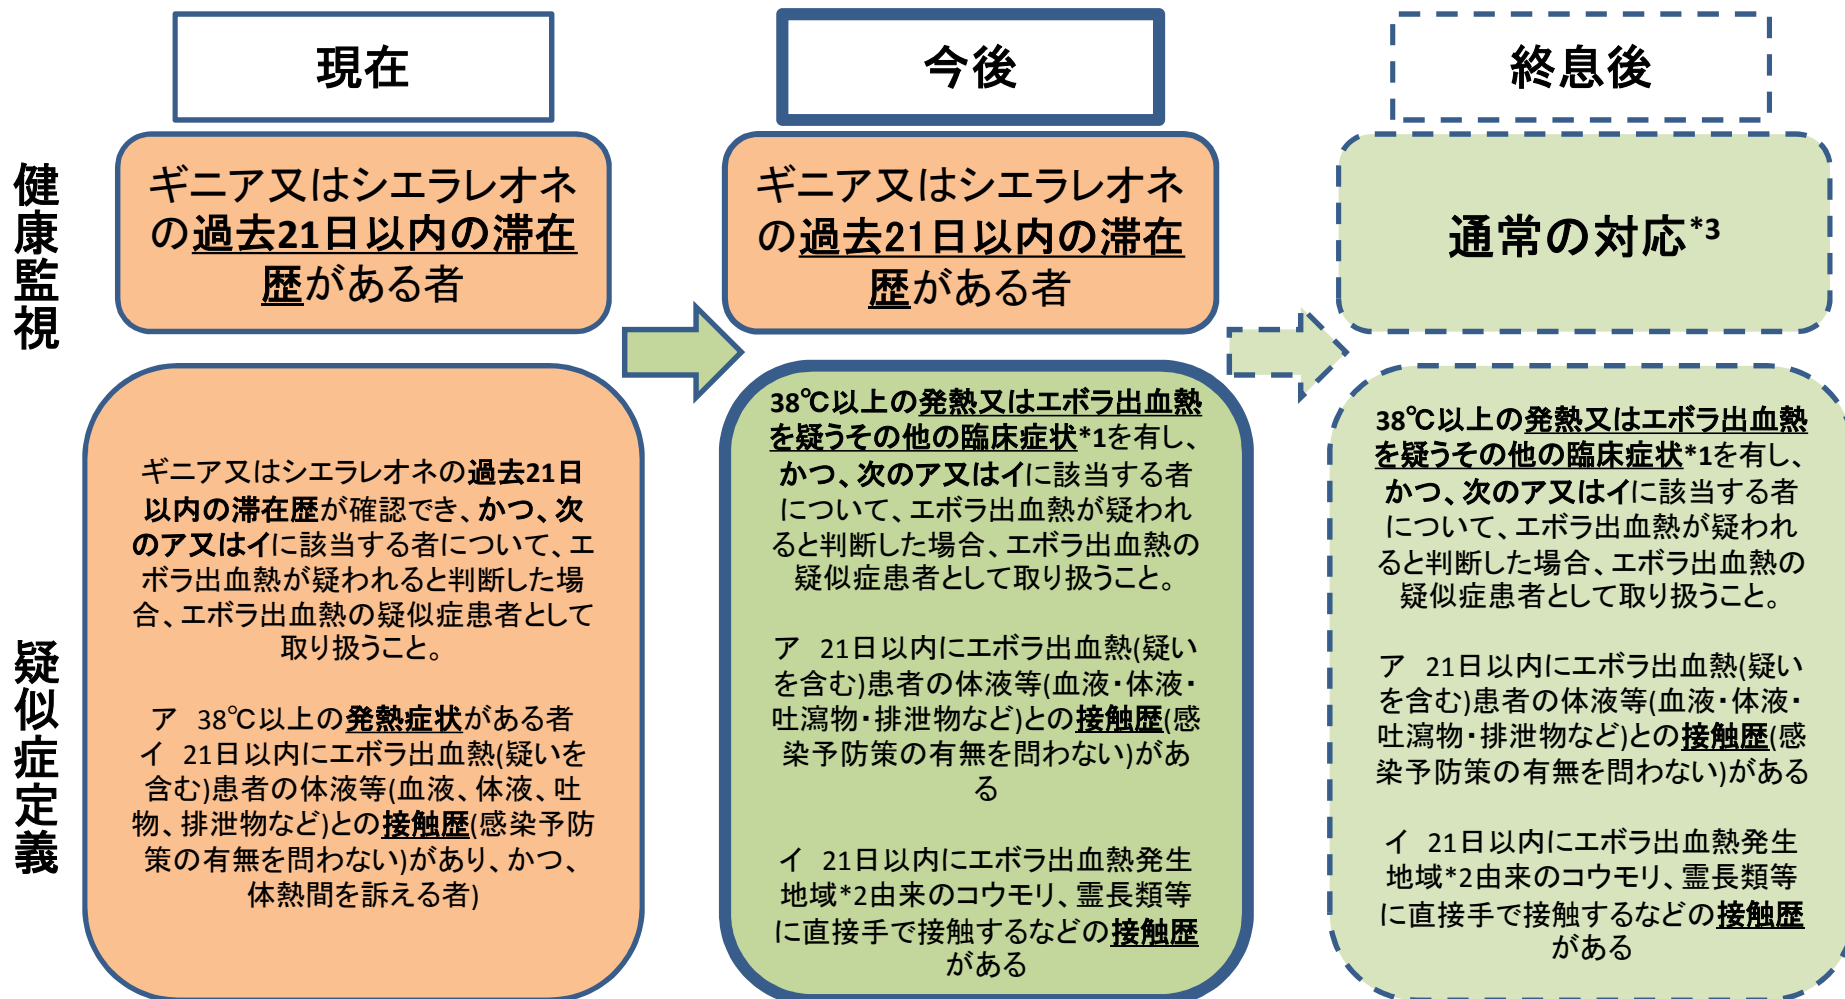 現在
今後
終息後
健康監視
ギニア又はシエラレオネ
の過去21日以内の滞在
歴がある者
ギニア又はシエラレオネ
の過去21日以内の滞在
歴がある者
通常の対応*3
疑似症定義
ギニア又はシエラレオネの過去21日
以内の滞在歴が確認でき、かつ、次
のア又はイに該当する者について、エ
ボラ出血熱が疑われると判断した場
合、エボラ出血熱の疑似症患者として
取り扱うこと。
ア 38℃以上の発熱症状がある者
イ 21日以内にエボラ出血熱(疑いを
含む)患者の体液等(血液、体液、吐
物、排泄物など)との接触歴(感染予防
策の有無を問わない)があり、かつ、
体熱間を訴える者)
38℃以上の発熱又はエボラ出血熱
を疑うその他の臨床症状*1を有し、
かつ、次のア又はイに該当する者
について、エボラ出血熱が疑われ
ると判断した場合、エボラ出血熱の
疑似症患者として取り扱うこと。
ア 21日以内にエボラ出血熱(疑い
を含む)患者の体液等(血液・体液・
吐瀉物・排泄物など)との接触歴(感
染予防策の有無を問わない)があ
る
イ 21日以内にエボラ出血熱発生
地域*2由来のコウモリ、霊長類等
に直接手で接触するなどの接触歴
がある
38℃以上の発熱又はエボラ出血熱
を疑うその他の臨床症状*1を有し、
かつ、次のア又はイに該当する者
について、エボラ出血熱が疑われ
ると判断した場合、エボラ出血熱の
疑似症患者として取り扱うこと。
ア 21日以内にエボラ出血熱(疑い
を含む)患者の体液等(血液・体液・
吐瀉物・排泄物など)との接触歴(感
染予防策の有無を問わない)がある
イ 21日以内にエボラ出血熱発生
地域*2由来のコウモリ、霊長類等
に直接手で接触するなどの接触歴
がある